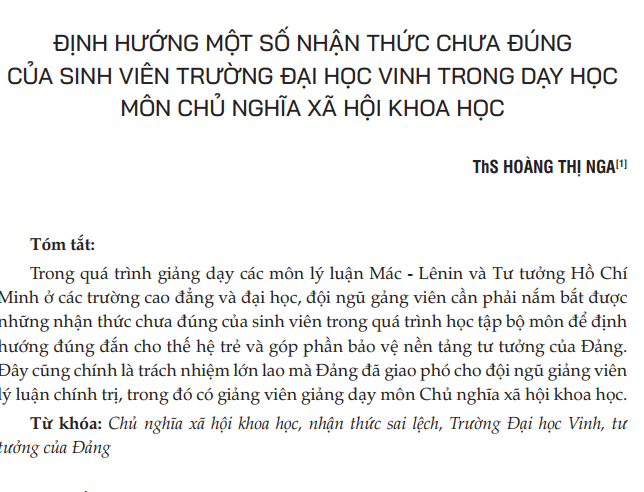 ĐỊNH HƯỚNG MỘT SỐ NHẬN THỨC CHƯA ĐÚNG
CỦA SINH VIÊN TRƯỜNG ĐẠI HỌC VINH TRONG DẠY HỌC
MÔN CHỦ NGHĨA XÃ HỘI KHOA HỌC
ThS HOÀNG THỊ NGA[1]
Tóm tắt:
Trong quá trình giảng dạy các môn lý luận Mác - Lênin và Tư tưởng Hồ Chí
Minh ở các trường cao đẳng và đại học, đội ngũ gảng viên cần phải nắm bắt được
những nhận thức chưa đúng của sinh viên trong quá trình học tập bộ môn để định
hướng đúng đắn cho thế hệ trẻ và góp phần bảo vệ nền tảng tư tưởng của Đảng.
Đây cũng chính là trách nhiệm lớn lao mà Đảng đã giao phó cho đội ngũ giảng viên
lý luận chính trị, trong đó có giảng viên giảng dạy môn Chủ nghĩa xã hội khoa học.
Từ khóa: Chủ nghĩa xã hội khoa học, nhận thức sai lệch, Trường Đại học Vinh, tư
tưởng của Đảng